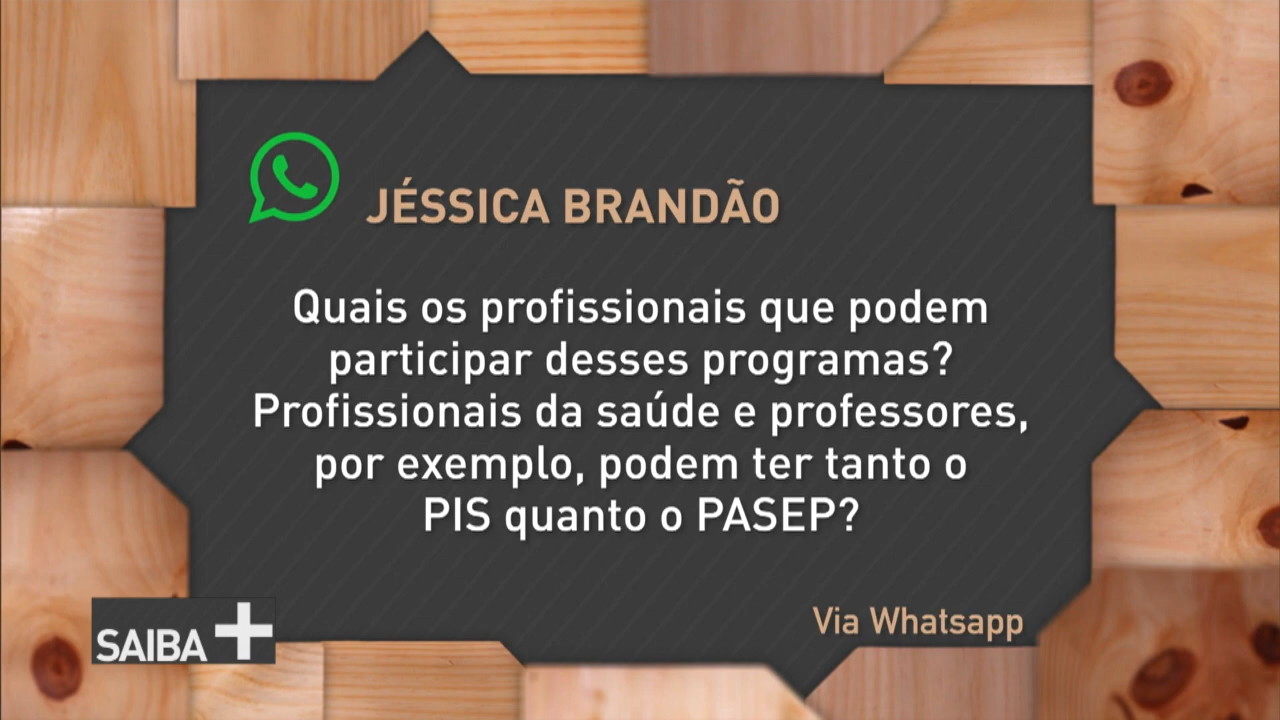 JÉSSICA BRANDÃO
Quais os profissionais que podem
participar desses programas?
Profissionais da saúde e professores,
por exemplo, podem ter tanto o
PIS quanto o PASEP?
Via Whatsapp
SAIBA+